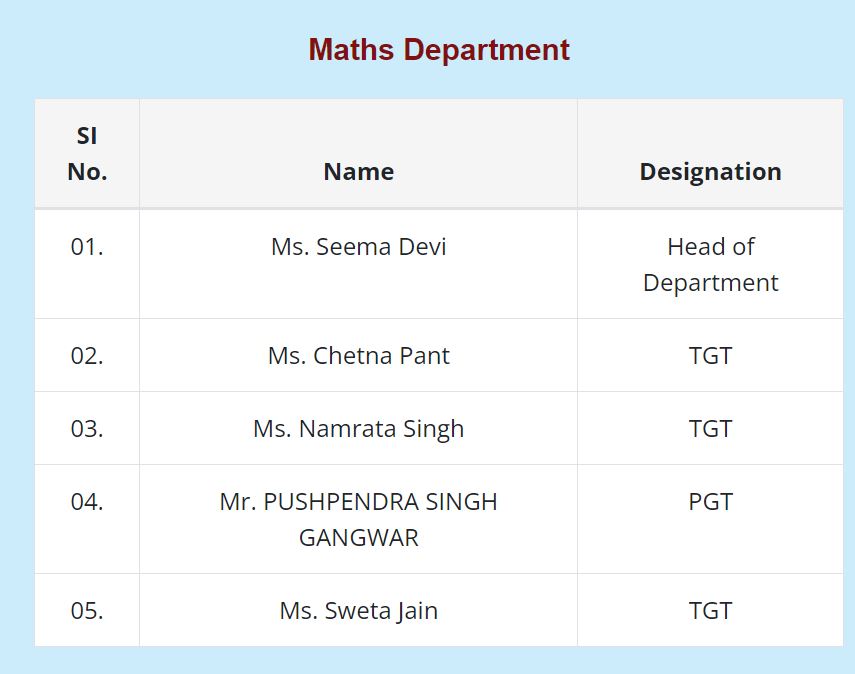 Maths Department
SI
No.
Name
Designation
01.
Ms. Seema Devi
Head of
Department
02.
Ms. Chetna Pant
TGT
03.
Ms. Namrata Singh
TGT
04.
Mr. PUSHPENDRA SINGH
GANGWAR
PGT
05.
Ms. Sweta Jain
TGT